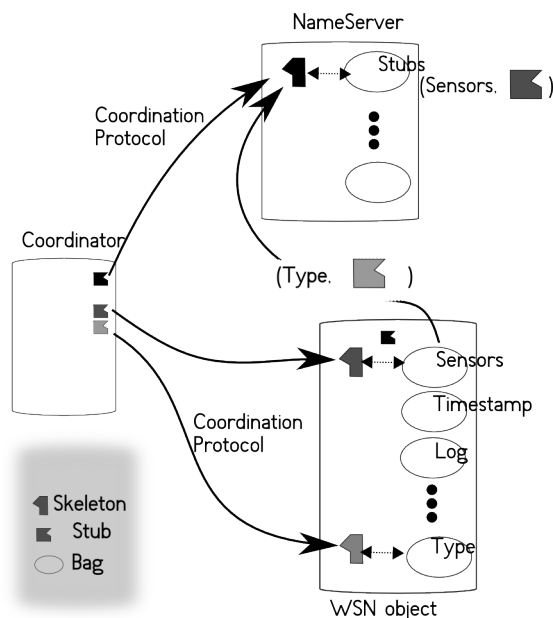 NameServer
Stubs
(Sensors, )
Coordination
Protocol
Coordinator
(Type, )
Sensors
Timestamp
Log
Type
Coordination
Protocol
Skeleton
Stub
Bag
WSN object